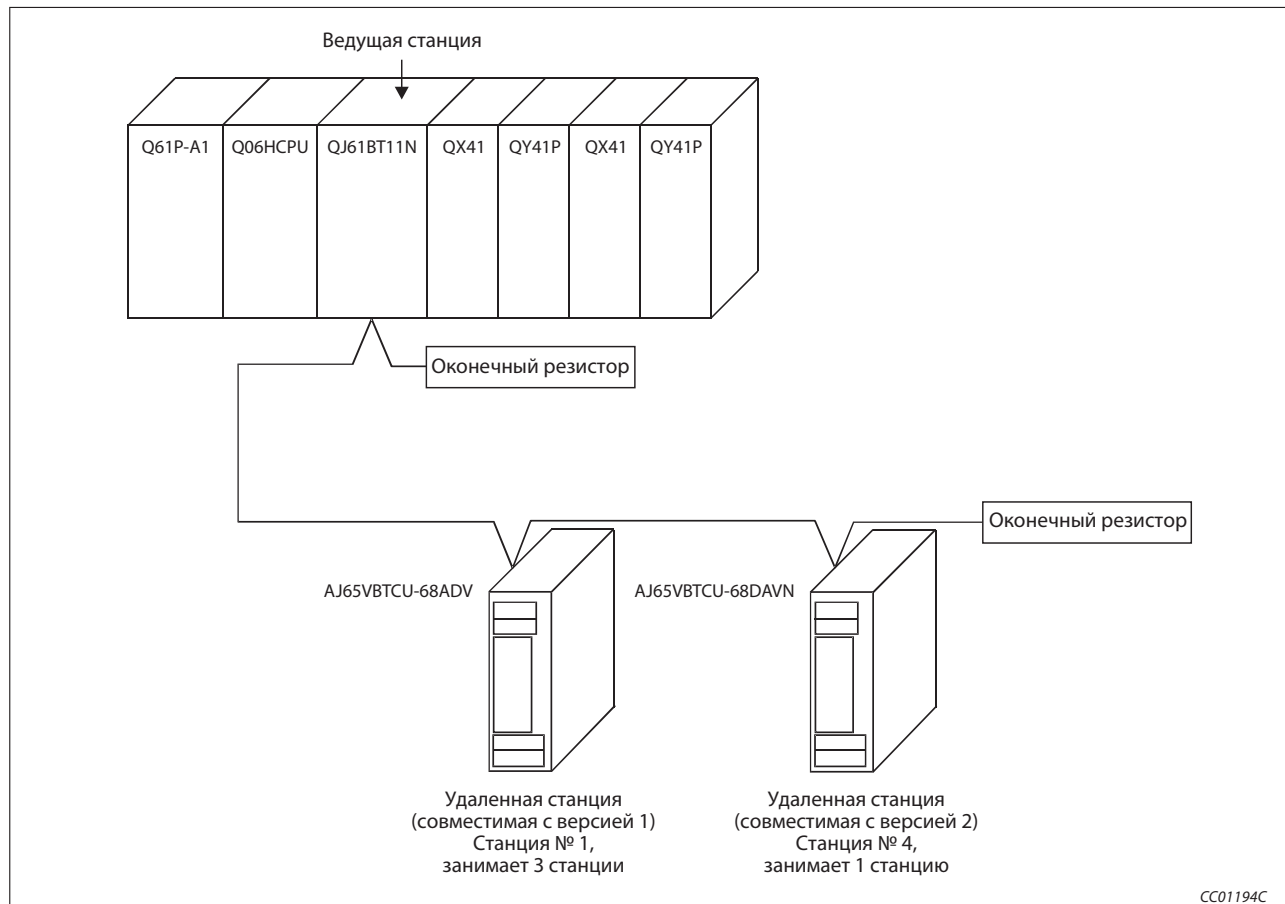 Ведущая станция
Q61P-A1 Q06HCPU QJ61BT11N QX41 QY41P QX41 QY41P
Оконечный резистор
Оконечный резистор
AJ65VBTCU-68ADV
AJ65VBTCU-68DAVN
Удаленная станция
(совместимая с версией 1)
Станция № 1,
занимает 3 станции
Удаленная станция
(совместимая с версией 2)
Станция № 4,
занимает 1 станцию
CC01194C